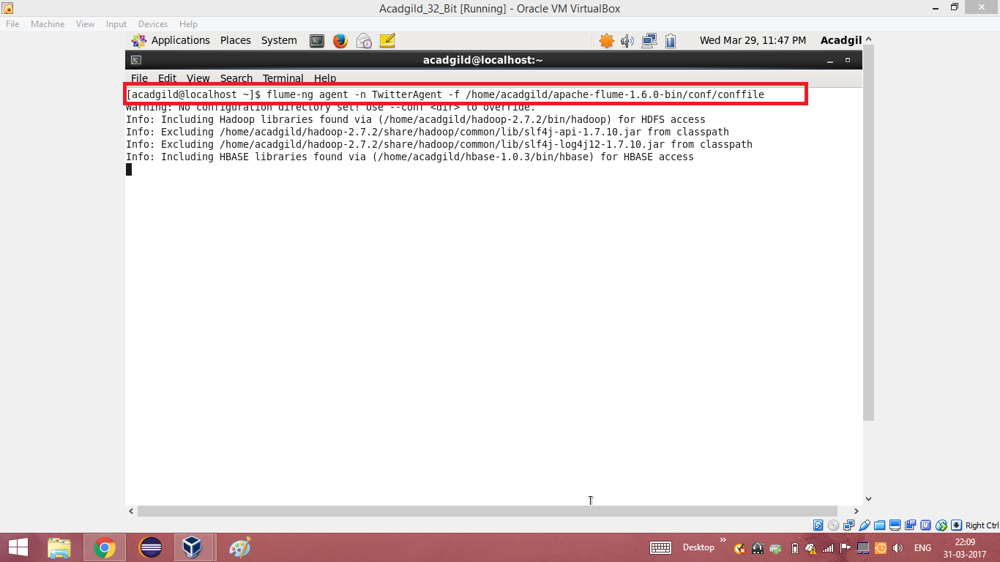 Acadgild_32_Bit [Running] - Oracle VM VirtualBox
File Machine View Input Devices Help
Applications Places System Wed Mar 29, 11:47 PM Acadgil
acadgild@localhost:~
File Edit View Search Terminal Help
[acadgild@localhost ~]$ flume-ng agent -n TwitterAgent -f /home/acadgild/apache-flume-1.6.0-bin/conf/conffile
Warning: No configuration directory set! Use --conf <dir> to override.
Info: Including Hadoop libraries found via (/home/acadgild/hadoop-2.7.2/bin/hadoop) for HDFS access
Info: Excluding /home/acadgild/hadoop-2.7.2/share/hadoop/common/lib/slf4j-api-1.7.10.jar from classpath
Info: Excluding /home/acadgild/hadoop-2.7.2/share/hadoop/common/lib/slf4j-log4j12-1.7.10.jar from classpath
Info: Including HBASE libraries found via (/home/acadgild/hbase-1.0.3/bin/hbase) for HBASE access
Right Ctrl
Desktop ENG 22:09
31-03-2017